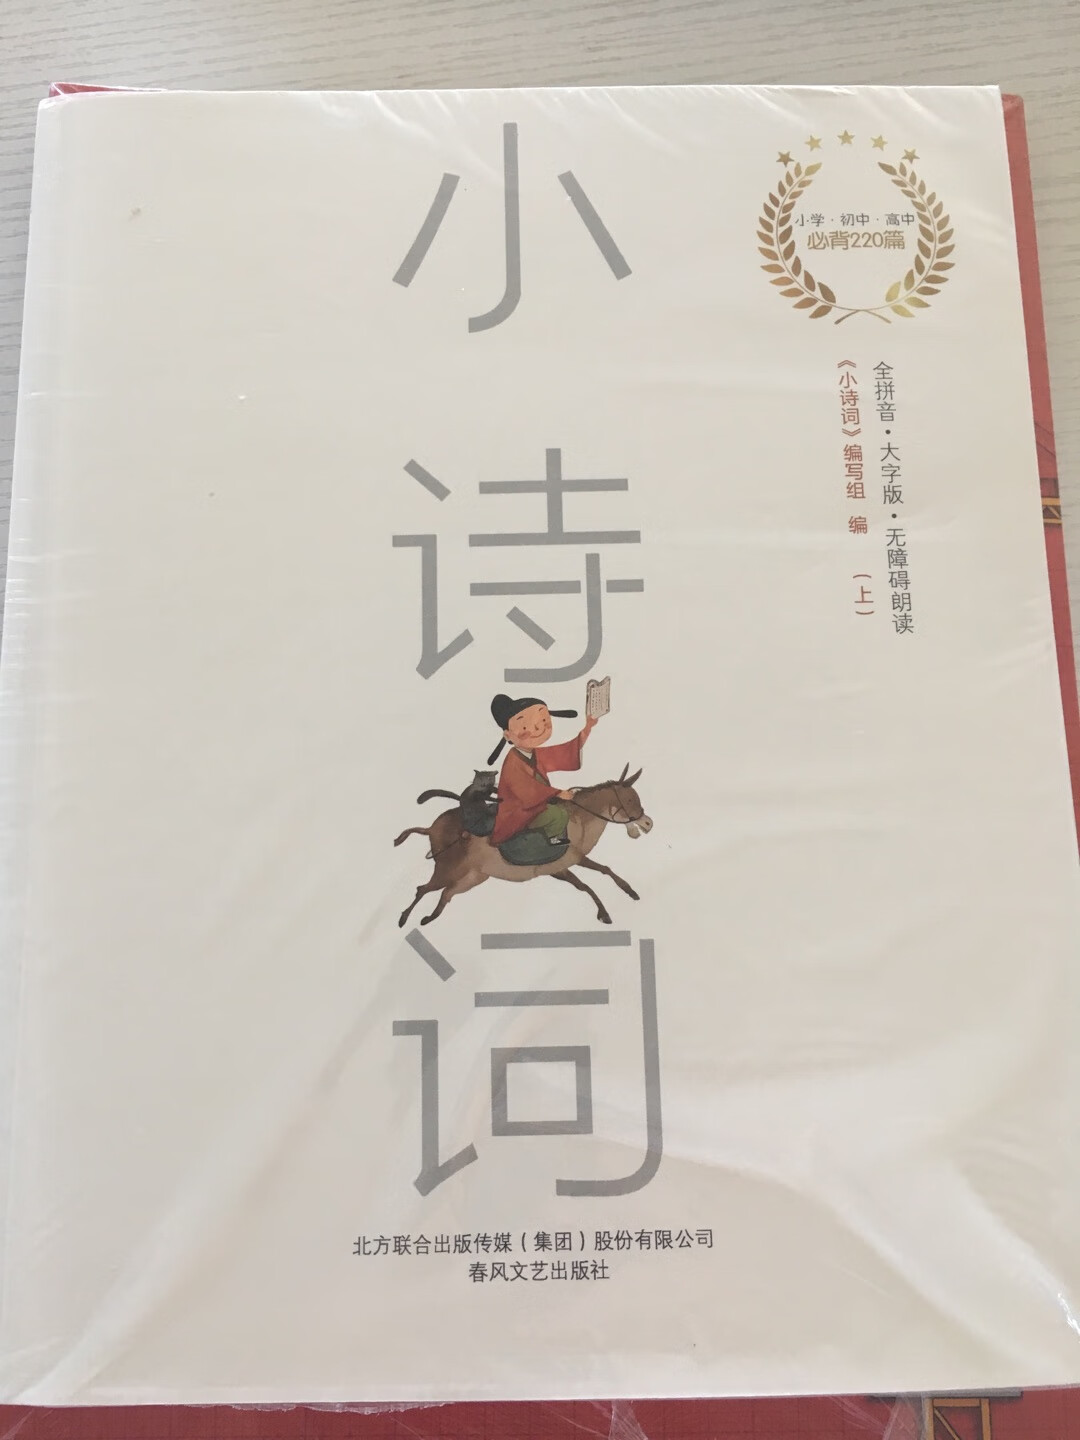 小诗词
小学·初中·高中
必背220篇
全拼音·大字版·无障碍朗读
《小诗词》编写组 编 （上）
北方联合出版传媒（集团）股份有限公司
春风文艺出版社